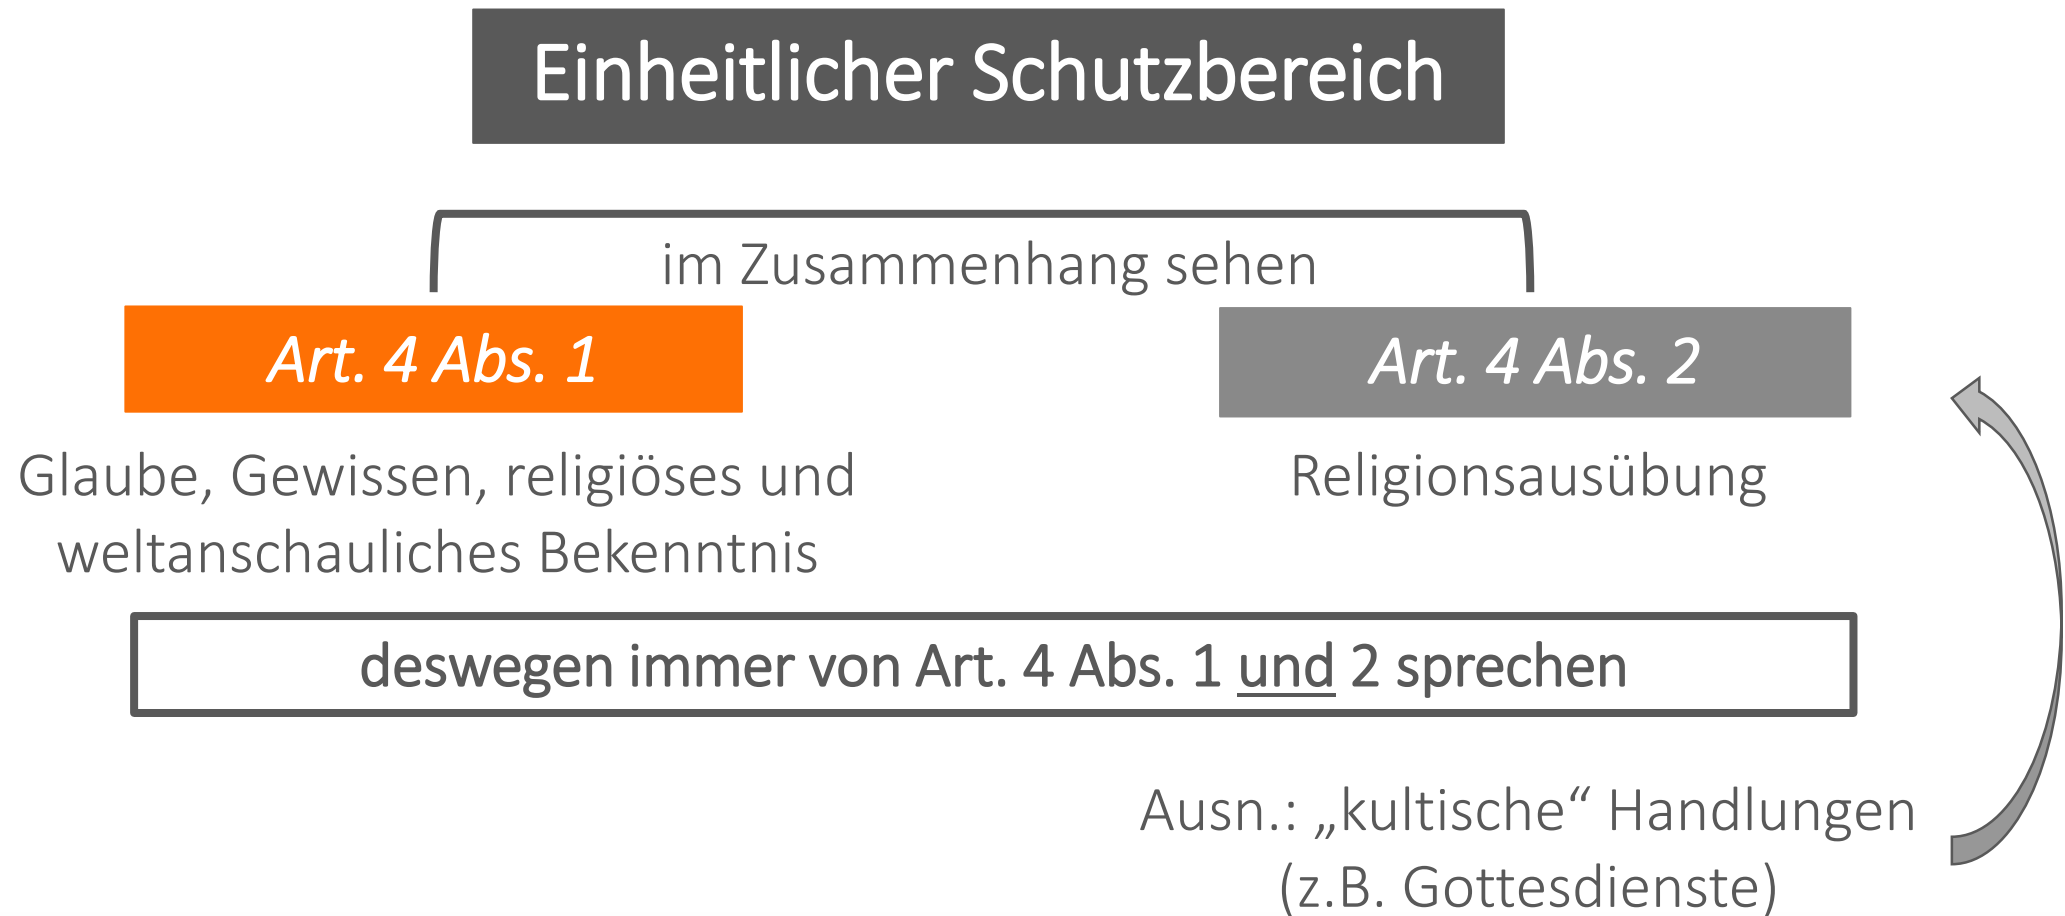 Einheitlicher Schutzbereich
im Zusammenhang sehen
Art. 4 Abs. 1
Art. 4 Abs. 2
Glaube, Gewissen, religiöses und
weltanschauliches Bekenntnis
Religionsausübung
deswegen immer von Art. 4 Abs. 1 und 2 sprechen
Ausn.: „kultische“ Handlungen
(z.B. Gottesdienste)